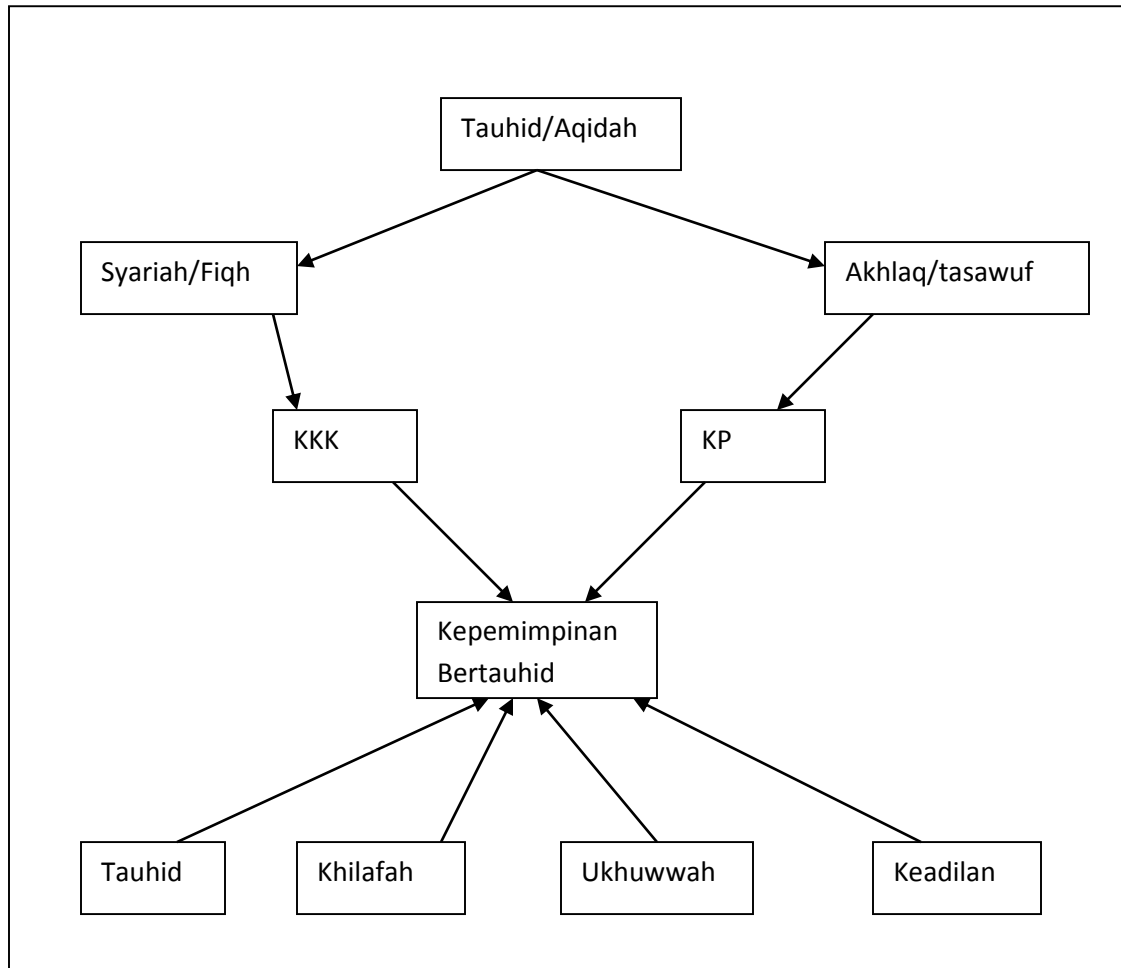 Tauhid/Aqidah
Syariah/Fiqh
Akhlaq/tasawuf
KKK
KP
Kepemimpinan
Bertauhid
Tauhid
Khilafah
Ukhuwwah
Keadilan